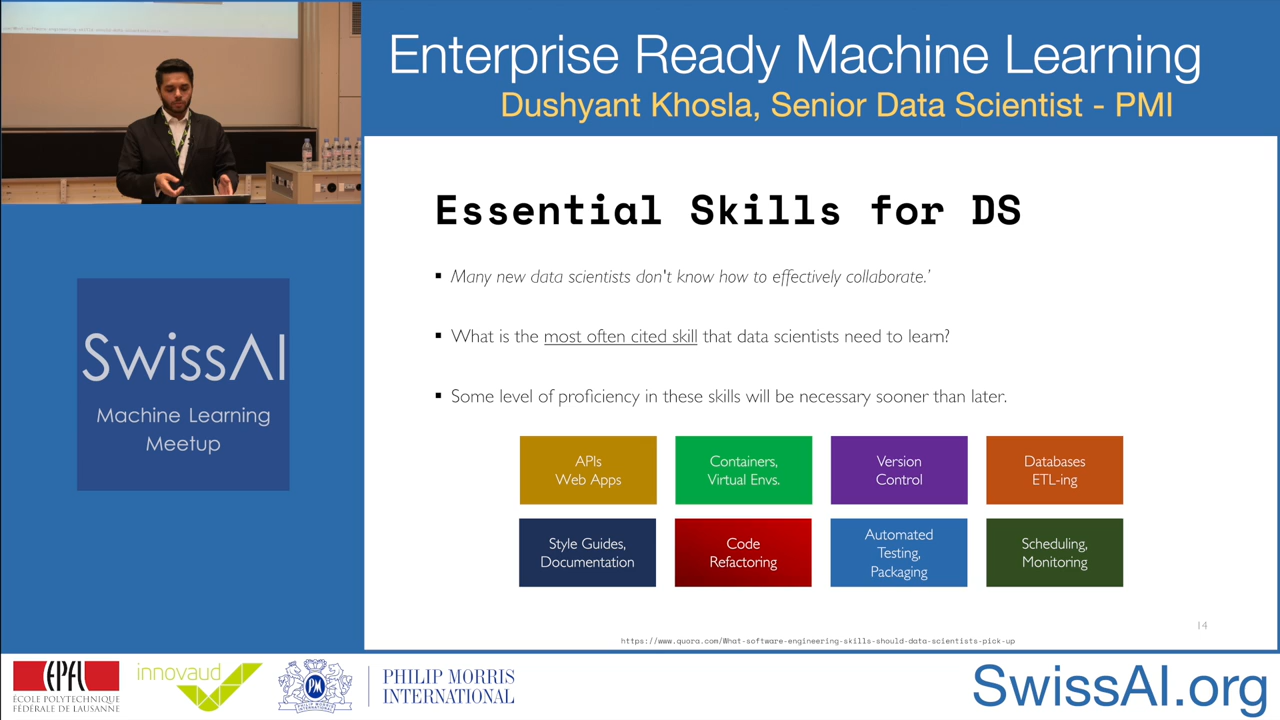 Enterprise Ready Machine Learning
Dushyant Khosla, Senior Data Scientist - PMI
Essential Skills for DS
▪ Many new data scientists don't know how to effectively collaborate.’
▪ What is the most often cited skill that data scientists need to learn?
▪ Some level of proficiency in these skills will be necessary sooner than later.
APIs
Web Apps
Containers,
Virtual Envs.
Version
Control
Databases
ETL-ing
Style Guides,
Documentation
Code
Refactoring
Automated
Testing,
Packaging
Scheduling,
Monitoring
14
https://www.quora.com/What-software-engineering-skills-should-data-scientists-pick-up
SwissAI
Machine Learning
Meetup
EPFL
ÉCOLE POLYTECHNIQUE
FÉDÉRALE DE LAUSANNE
innovaud
PM
PHILIP MORRIS
INTERNATIONAL
SwissAI.org